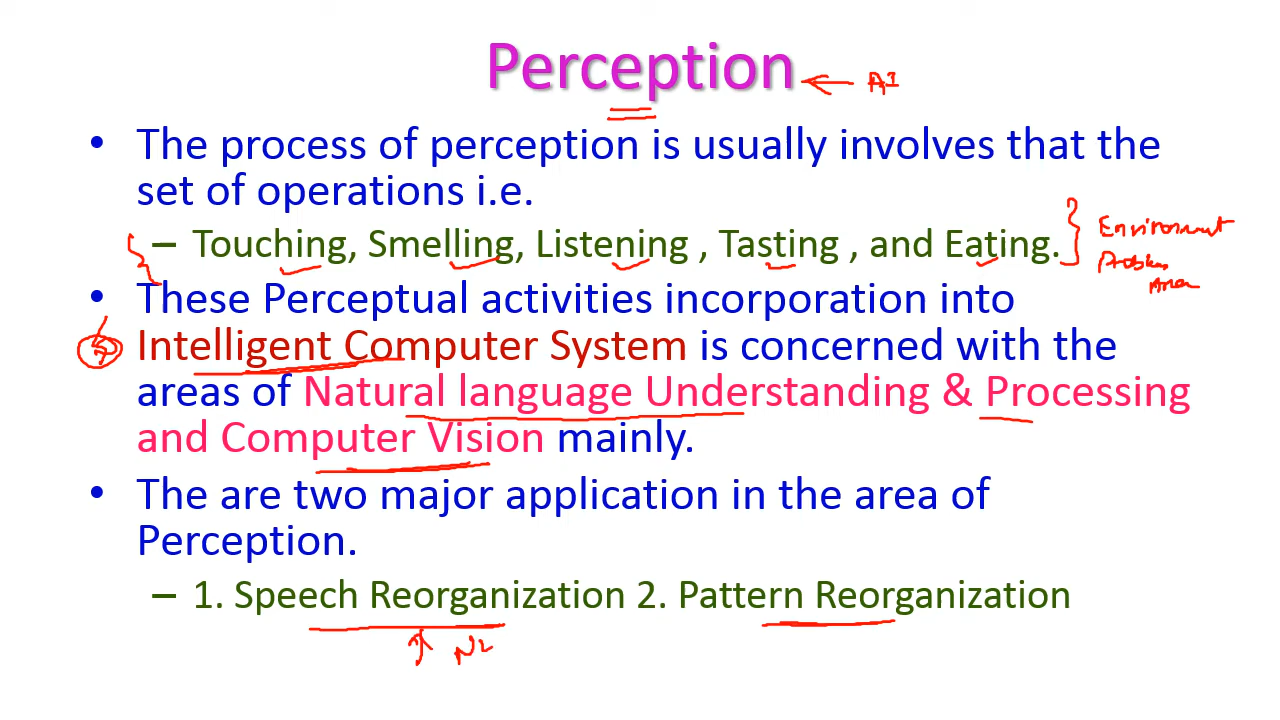 Perception
AI
• The process of perception is usually involves that the
set of operations i.e.
– Touching, Smelling, Listening , Tasting , and Eating.
Environment
Problem
Area
• These Perceptual activities incorporation into
5
Intelligent Computer System is concerned with the
areas of Natural language Understanding & Processing
and Computer Vision mainly.
• The are two major application in the area of
Perception.
– 1. Speech Reorganization 2. Pattern Reorganization
NL